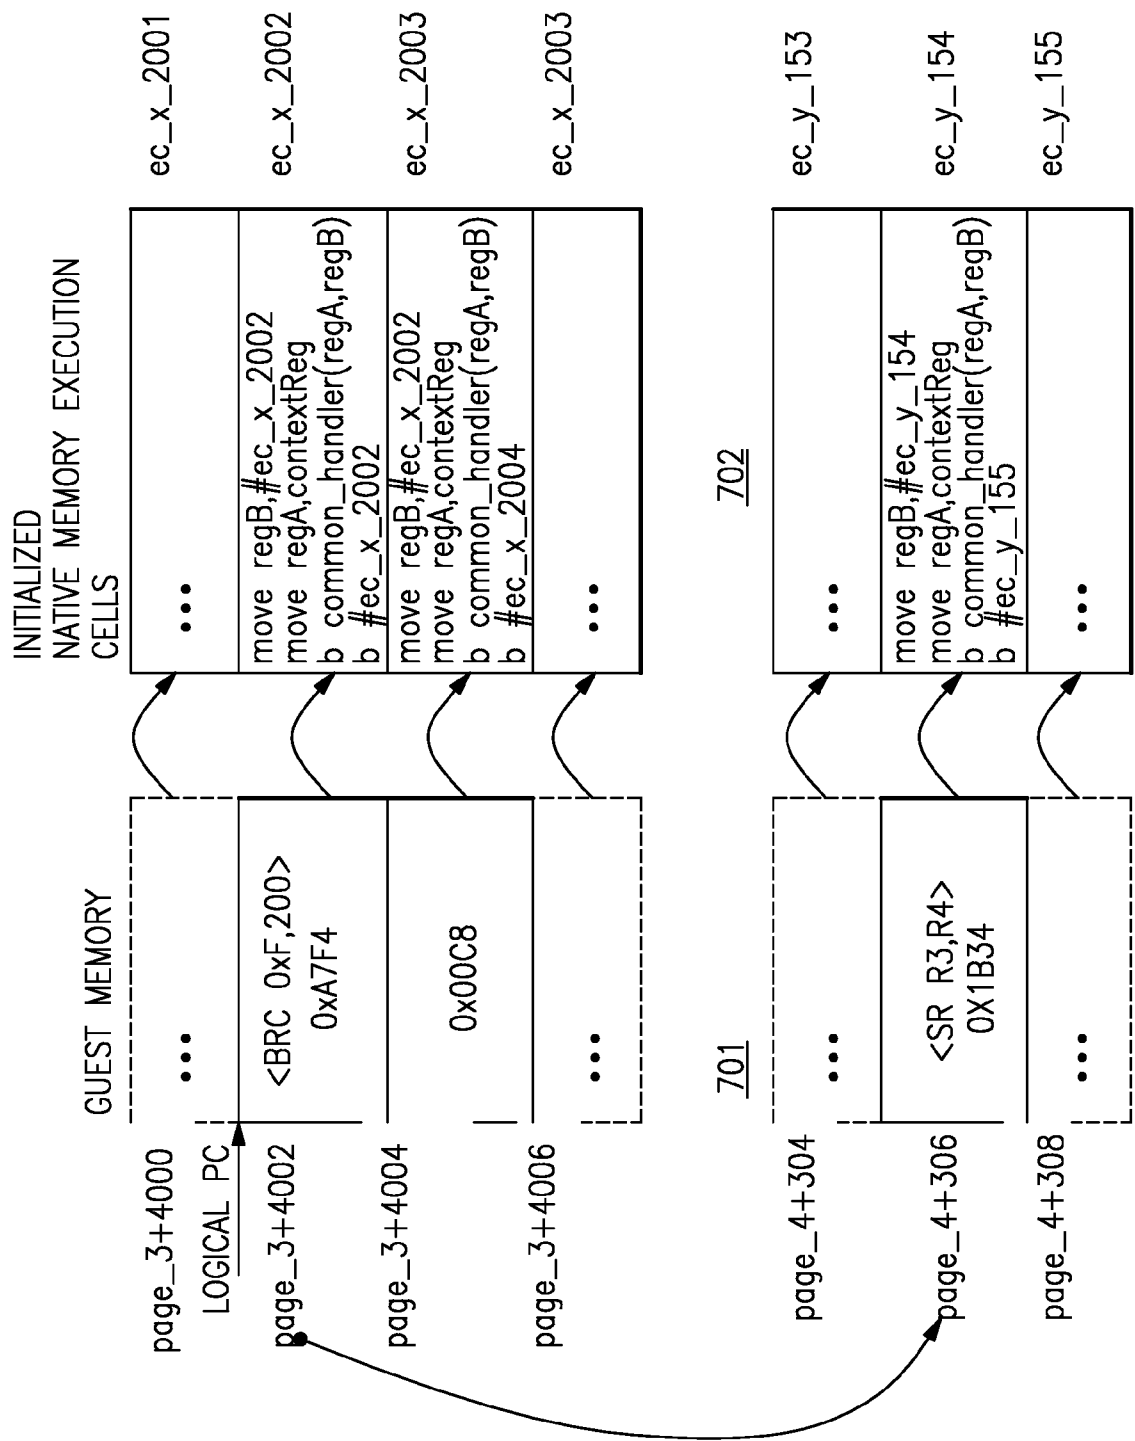 INITIALIZED
NATIVE MEMORY EXECUTION
CELLS
GUEST MEMORY
page_3+4000
•••
•••
ec_x_2001
LOGICAL PC
page_3+4002
<BRC 0xF,200>
0xA7F4
move regB,#ec_x_2002
move regA,contextReg
b common_handler(regA,regB)
b #ec_x_2002
ec_x_2002
page_3+4004
0x00C8
move regB,#ec_x_2002
move regA,contextReg
b common_handler(regA,regB)
b #ec_x_2004
ec_x_2003
page_3+4006
•••
•••
ec_x_2003
701
702
page_4+304
•••
•••
ec_y_153
page_4+306
<SR R3,R4>
0X1B34
move regB,#ec_y_154
move regA,contextReg
b common_handler(regA,regB)
b #ec_y_155
ec_y_154
page_4+308
•••
•••
ec_y_155